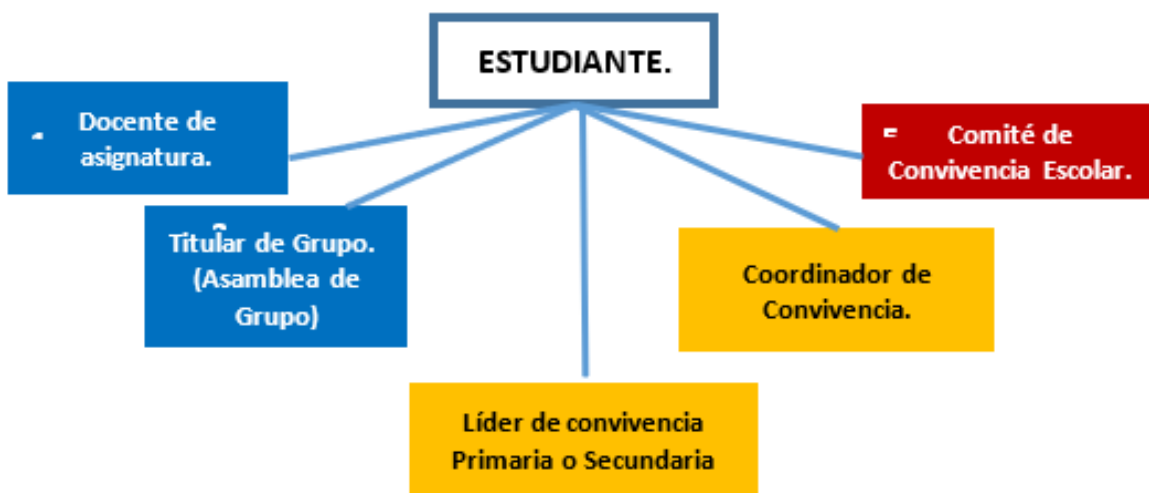 ESTUDIANTE.
Docente de
asignatura.
Comité de
Convivencia Escolar.
Titular de Grupo.
(Asamblea de
Grupo)
Coordinador de
Convivencia.
Líder de convivencia
Primaria o Secundaria